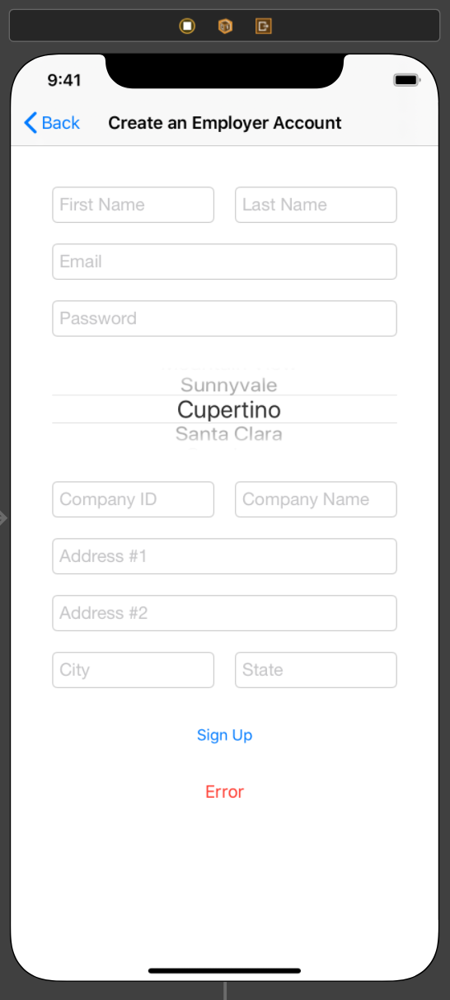 9:41
Back Create an Employer Account
First Name Last Name
Email
Password
Sunnyvale
Cupertino
Santa Clara
Company ID Company Name
Address #1
Address #2
City State
Sign Up
Error